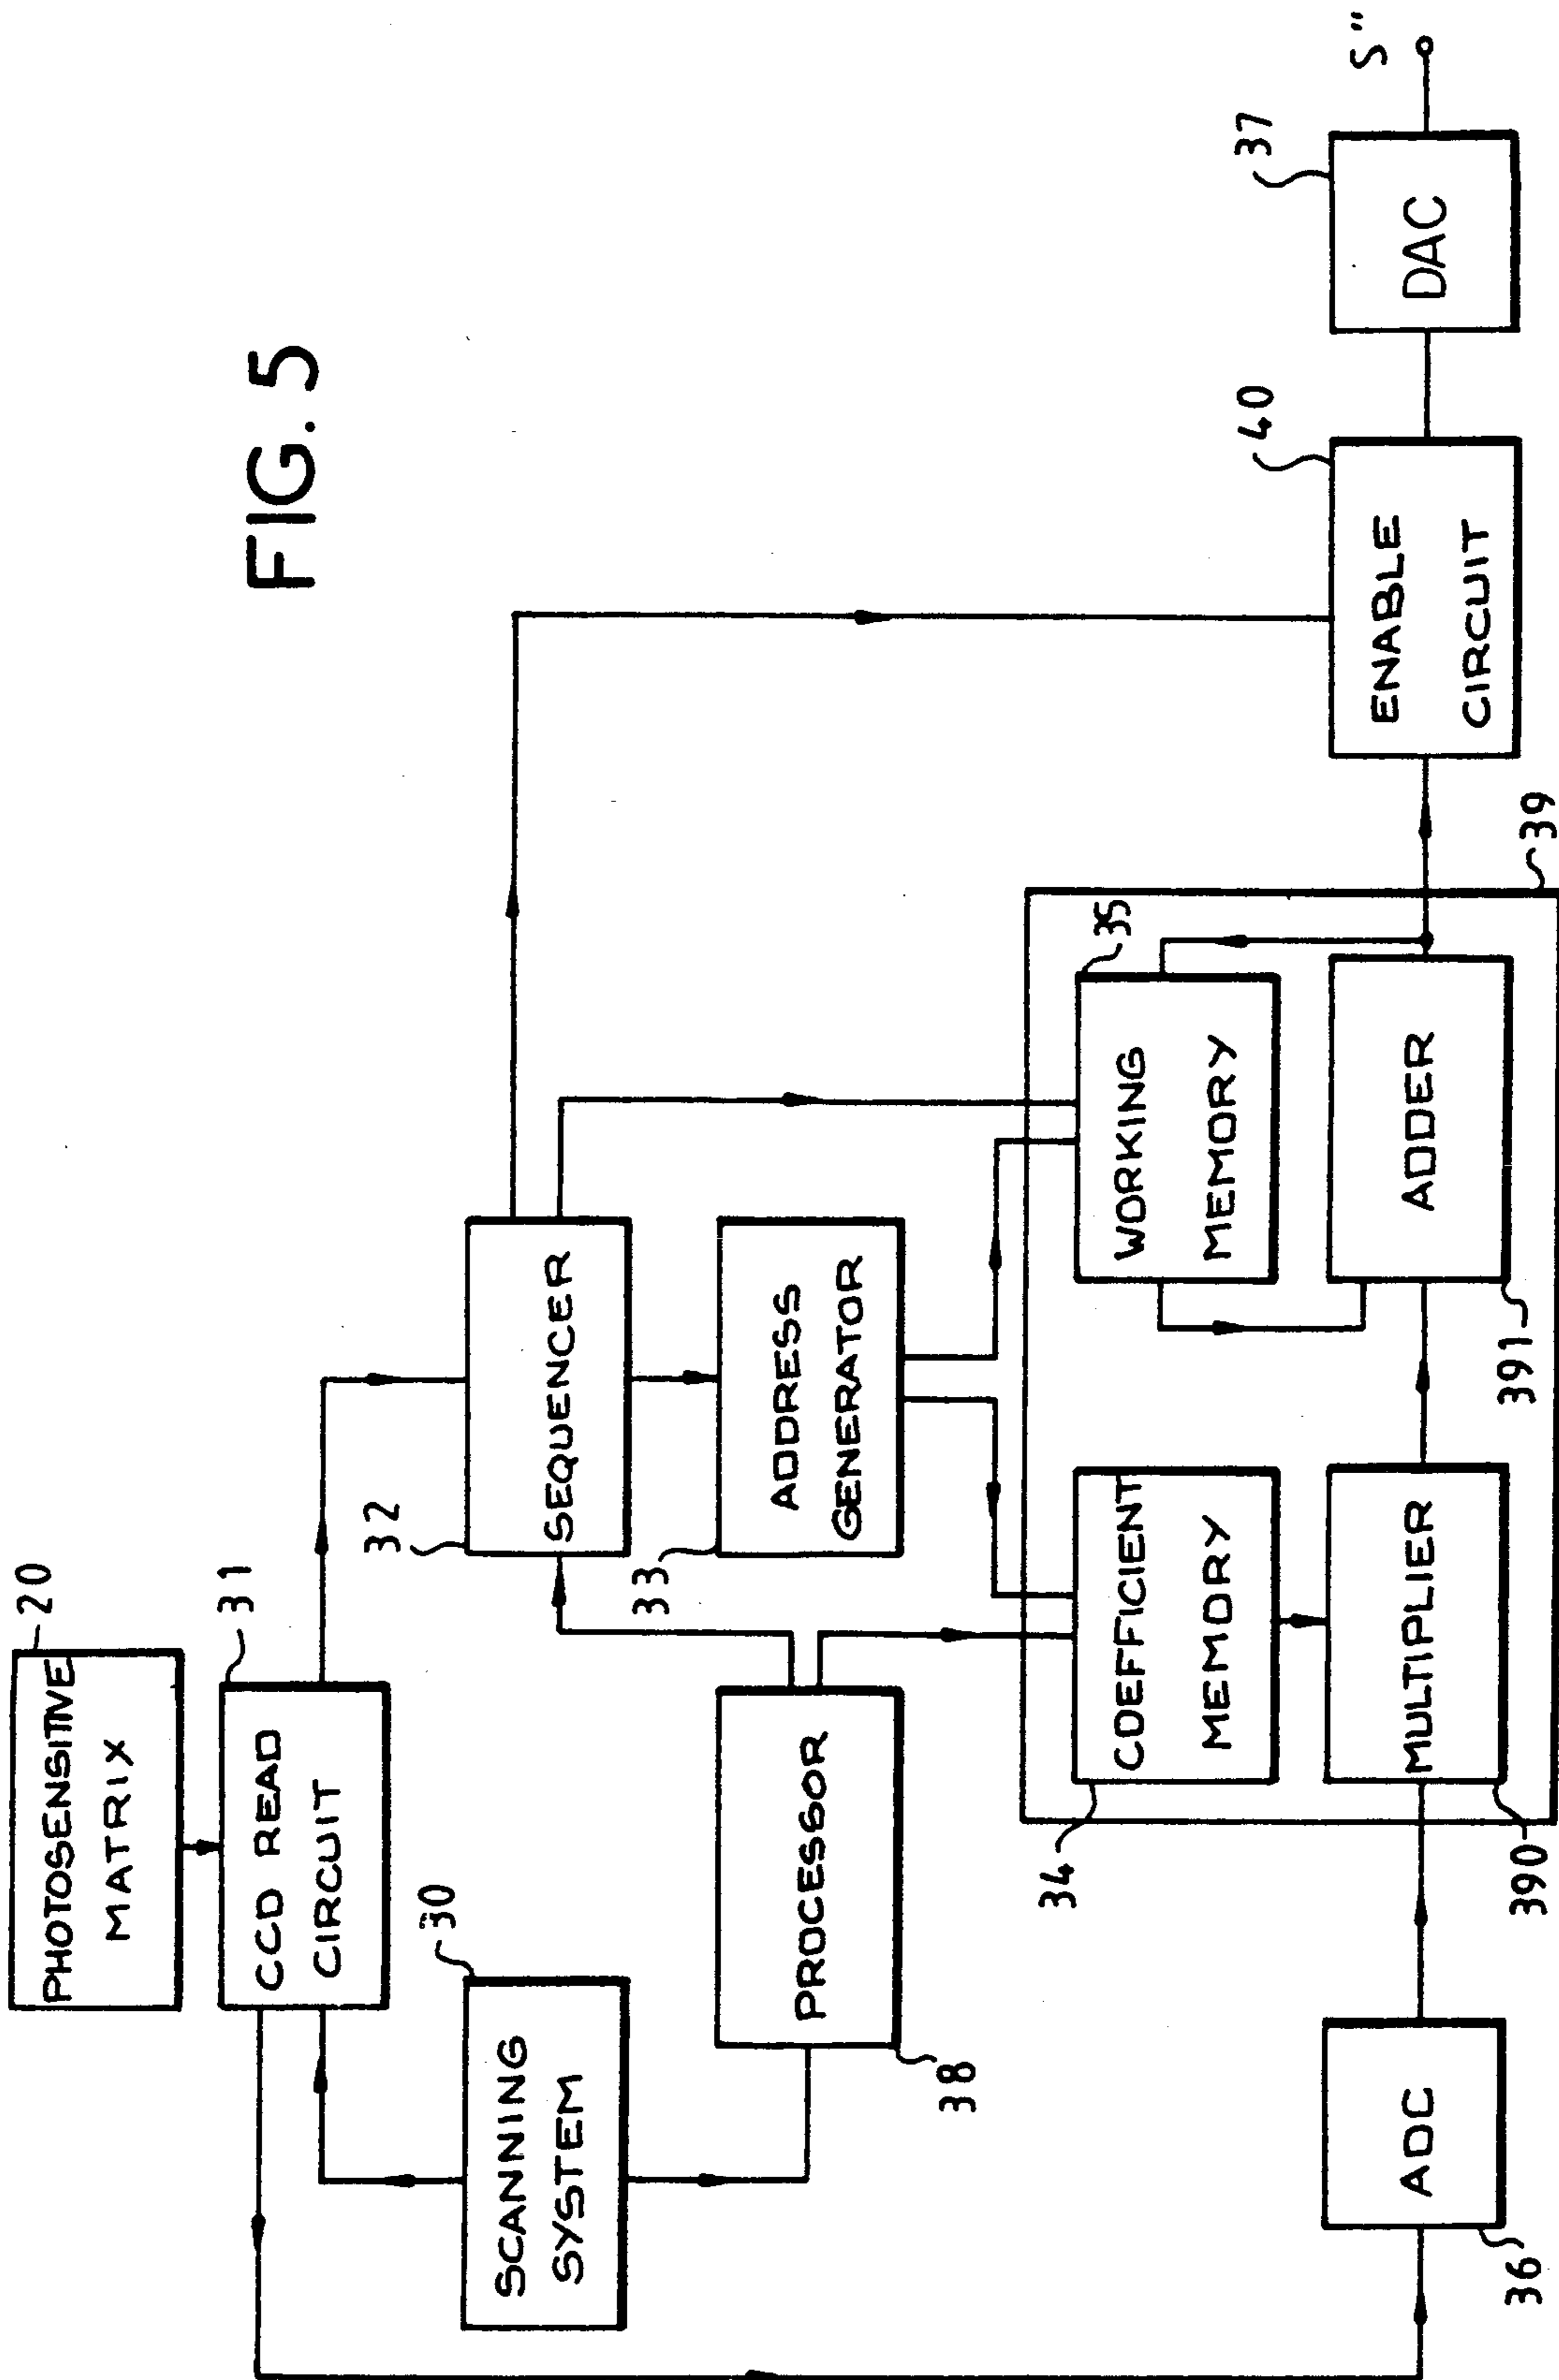 FIG. 5
PHOTOSENSITIVE
MATRIX
20
CCD READ
CIRCUIT
31
SCANNING
SYSTEM
30
SEQUENCER
32
PROCESSOR
38
ADDRESS
GENERATOR
33
COEFFICIENT
MEMORY
34
WORKING
MEMORY
35
ADC
36
MULTIPLIER
390
ADDER
391
39
ENABLE
CIRCUIT
40
DAC
37
S"